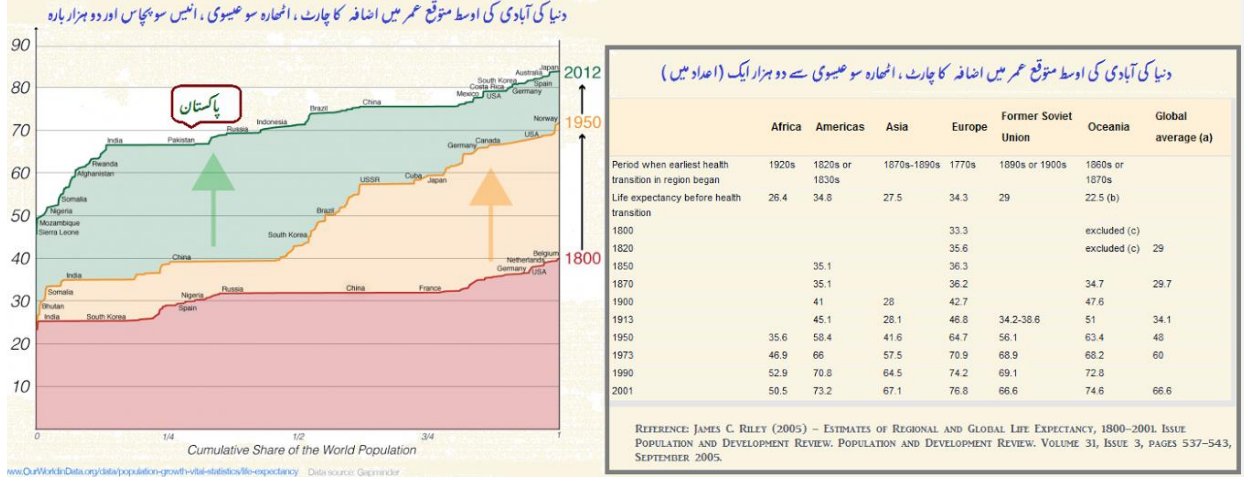 دنیا کی آبادی کی اوسط متوقع عمر میں اضافہ کا چارٹ ، اٹھارہ سو عیسوی ، انیس سو پچاس اور دو ہزار بارہ
90
80
70
60
50
40
30
20
10
Japan
Australia
Spain
South Korea
Costa Rica
Mexico
USA
Germany
2012
پاکستان
China
Brazil
Indonesia
Russia
Pakistan
India
Rwanda
Afghanistan
Somalia
Nigeria
Mozambique
Sierra Leone
Norway
1950
USA
Canada
Germany
Cuba
Japan
USSR
Brazil
South Korea
China
India
Somalia
Bhutan
Belgium
1800
Netherlands
Germany
USA
France
China
Russia
Nigeria
Spain
India
South Korea
0 1/4 1/2 3/4 1
Cumulative Share of the World Population
www.OurWorldinData.org/data/population-growth-vital-statistics/life-expectancy Data source: Gapminder
دنیا کی آبادی کی اوسط متوقع عمر میں اضافہ کا چارٹ ، اٹھارہ سو عیسوی سے دو ہزار ایک (اعداد میں )
Africa Americas Asia Europe Former Soviet Union Oceania Global average (a)
Period when earliest health transition in region began 1920s 1820s or 1830s 1870s-1890s 1770s 1890s or 1900s 1860s or 1870s
Life expectancy before health transition 26.4 34.8 27.5 34.3 29 22.5 (b)
1800 33.3 excluded (c)
1820 35.6 excluded (c) 29
1850 35.1 36.3
1870 35.1 36.2 34.7 29.7
1900 41 28 42.7 47.6
1913 45.1 28.1 46.8 34.2-38.6 51 34.1
1950 35.6 58.4 41.6 64.7 56.1 63.4 48
1973 46.9 66 57.5 70.9 68.9 68.2 60
1990 52.9 70.8 64.5 74.2 69.1 72.8
2001 50.5 73.2 67.1 76.8 66.6 74.6 66.6
Reference: James C. Riley (2005) – Estimates of Regional and Global Life Expectancy, 1800–2001. Issue
Population and Development Review. Population and Development Review. Volume 31, Issue 3, pages 537–543,
September 2005.